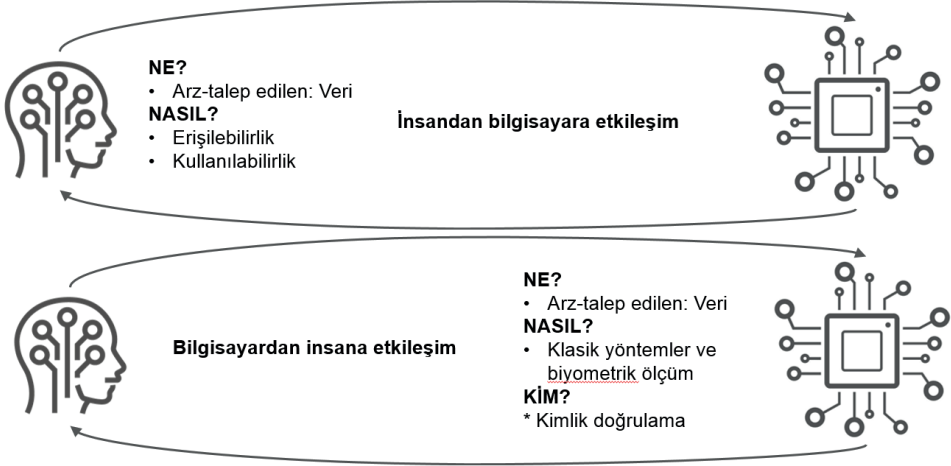 NE?
• Arz-talep edilen: Veri
NASIL?
• Erişilebilirlik
• Kullanılabilirlik
İnsandan bilgisayara etkileşim
Bilgisayardan insana etkileşim
NE?
• Arz-talep edilen: Veri
NASIL?
• Klasik yöntemler ve
biyometrik ölçüm
KİM?
* Kimlik doğrulama